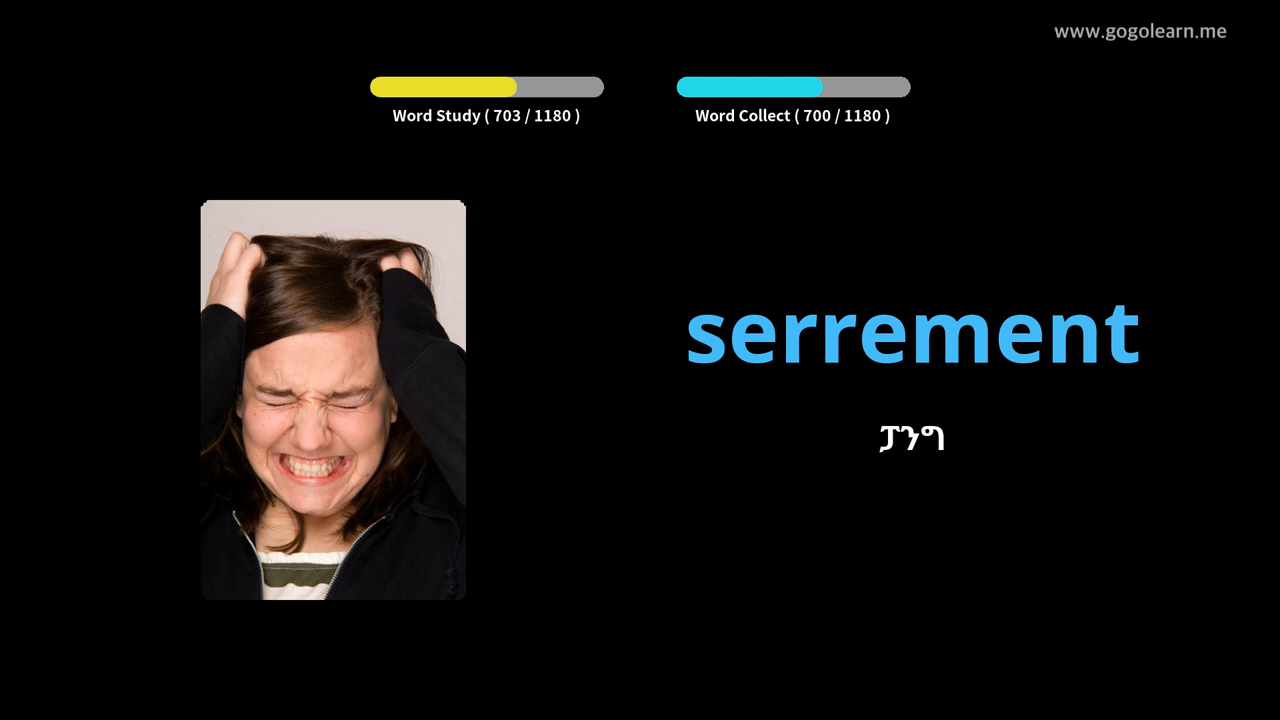 www.gogolearn.me
Word Study ( 703 / 1180 )
Word Collect ( 700 / 1180 )
serrement
ፓንግ